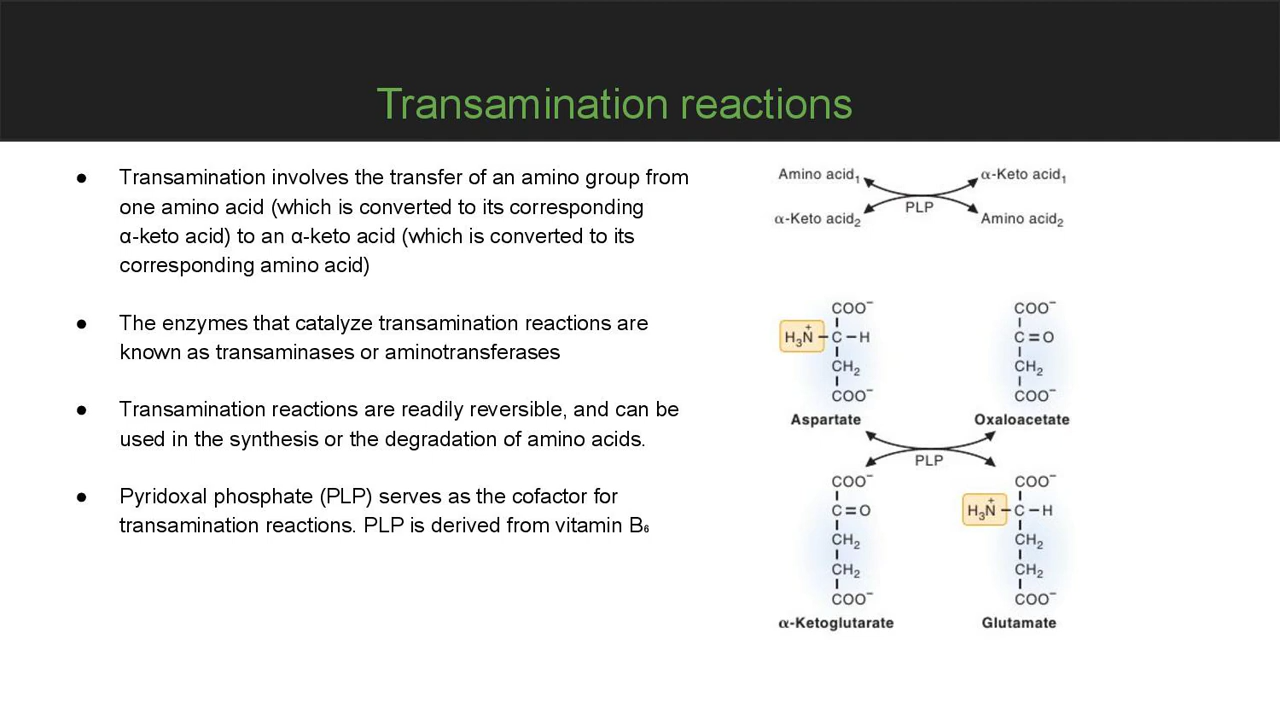 Transamination reactions
● Transamination involves the transfer of an amino group from
one amino acid (which is converted to its corresponding
α-keto acid) to an α-keto acid (which is converted to its
corresponding amino acid)
● The enzymes that catalyze transamination reactions are
known as transaminases or aminotransferases
● Transamination reactions are readily reversible, and can be
used in the synthesis or the degradation of amino acids.
● Pyridoxal phosphate (PLP) serves as the cofactor for
transamination reactions. PLP is derived from vitamin B₆
Amino acid₁ α-Keto acid₁
PLP
α-Keto acid₂ Amino acid₂
COO⁻ COO⁻
H₃N⁺–C–H C=O
CH₂ CH₂
COO⁻ COO⁻
Aspartate Oxaloacetate
PLP
COO⁻ COO⁻
C=O H₃N⁺–C–H
CH₂ CH₂
CH₂ CH₂
COO⁻ COO⁻
α-Ketoglutarate Glutamate